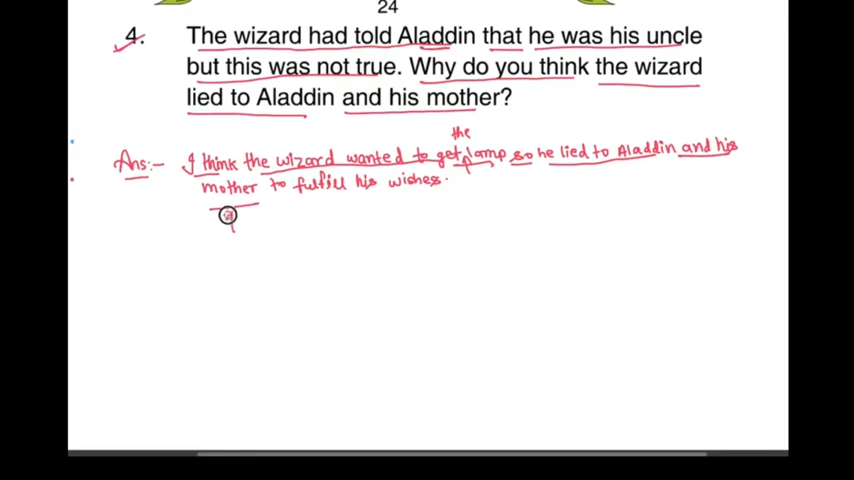 24
4. The wizard had told Aladdin that he was his uncle
but this was not true. Why do you think the wizard
lied to Aladdin and his mother?
Ans:- I think the wizard wanted to get the lamp so he lied to Aladdin and his
mother to fulfill his wishes.